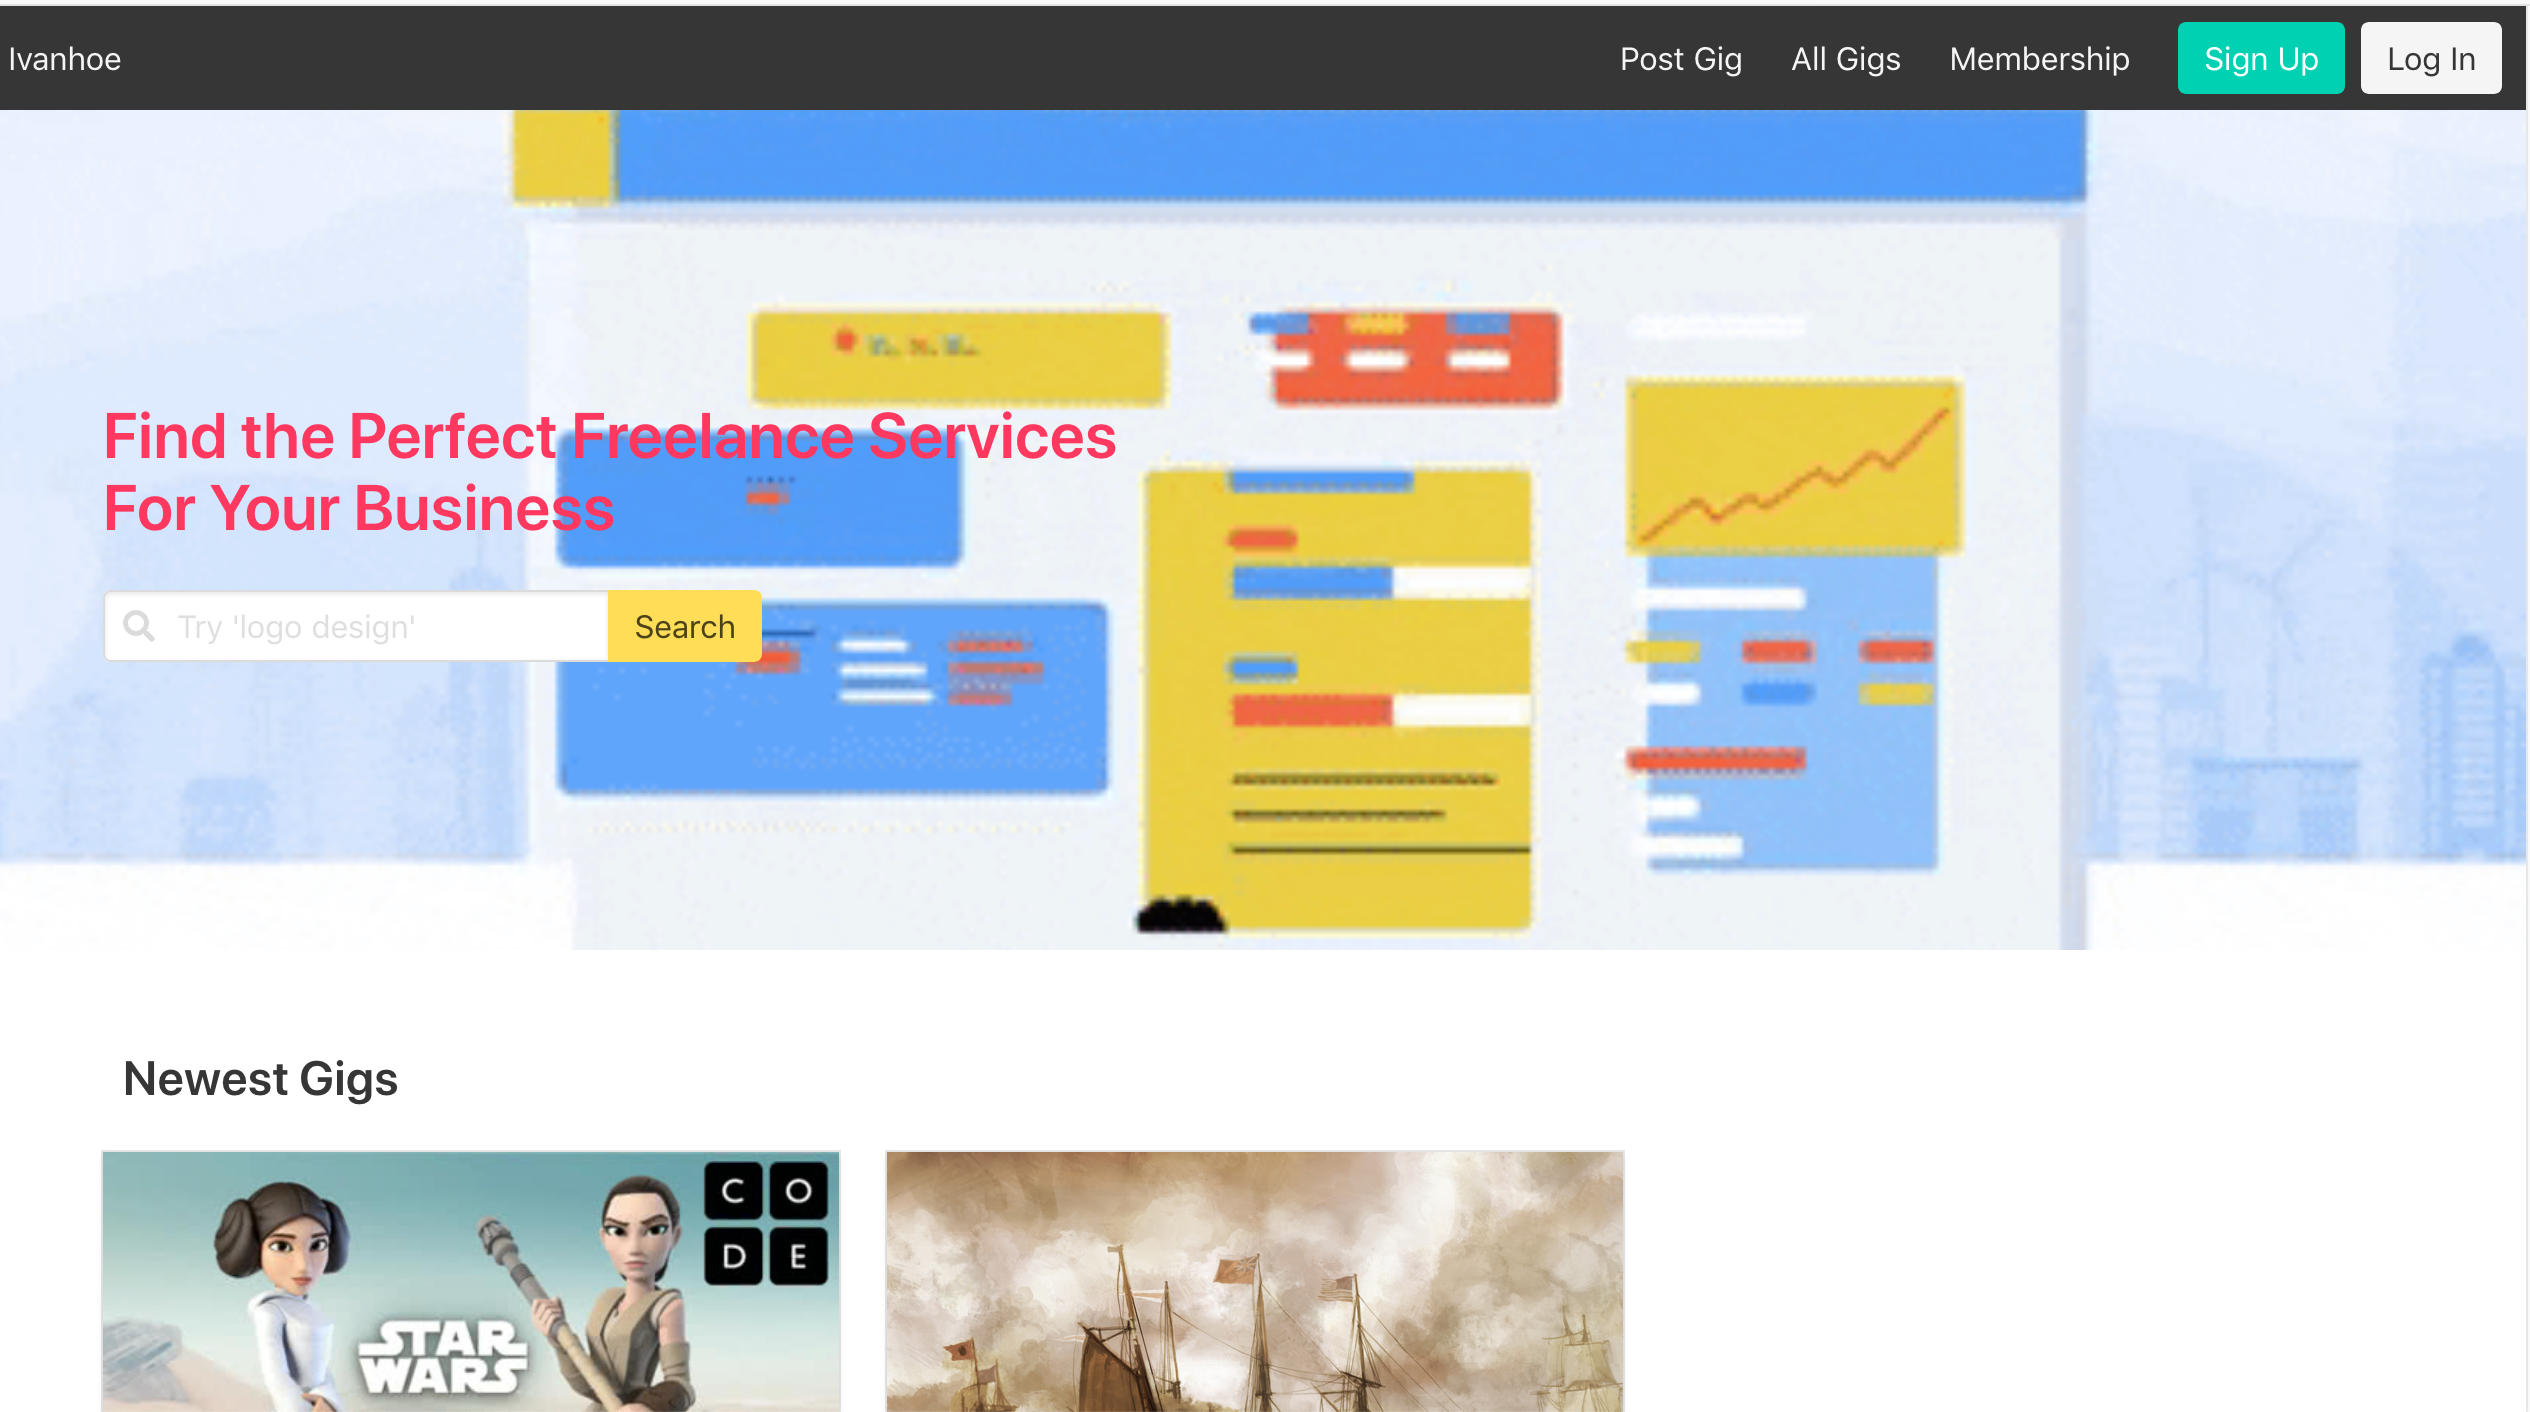 Ivanhoe
Post Gig
All Gigs
Membership
Sign Up
Log In
Find the Perfect Freelance Services
For Your Business
Try 'logo design'
Search
Newest Gigs
C O
D E
STAR
WARS